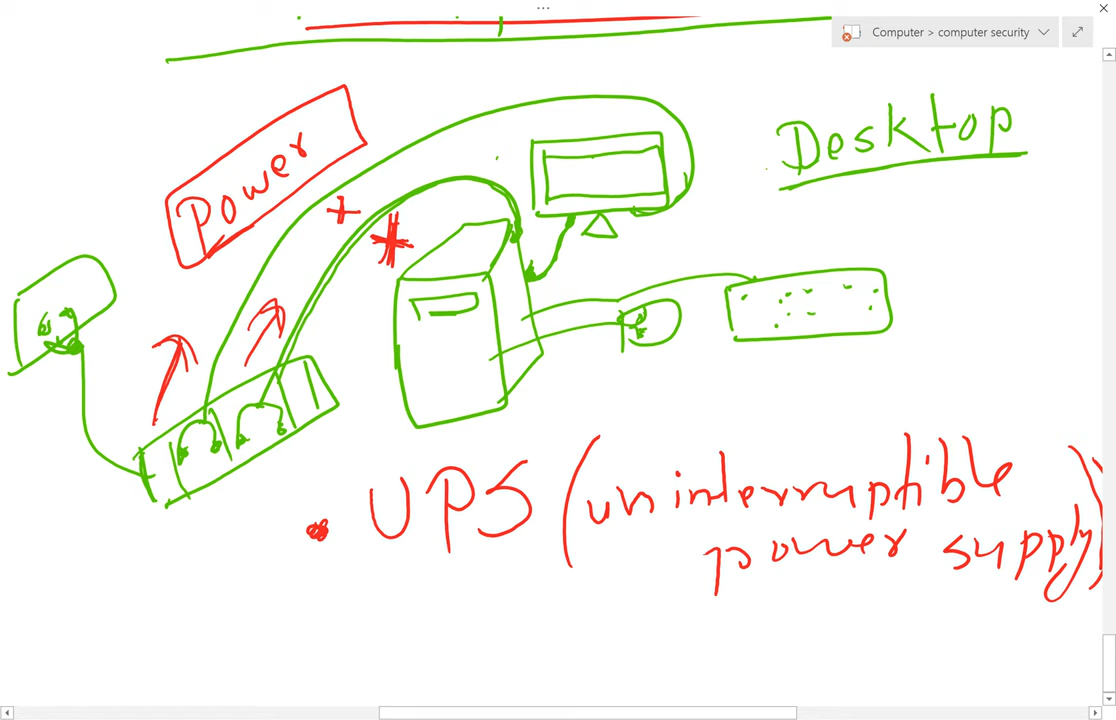 Computer > computer security
Desktop
Power
UPS (uninterruptible
power supply)